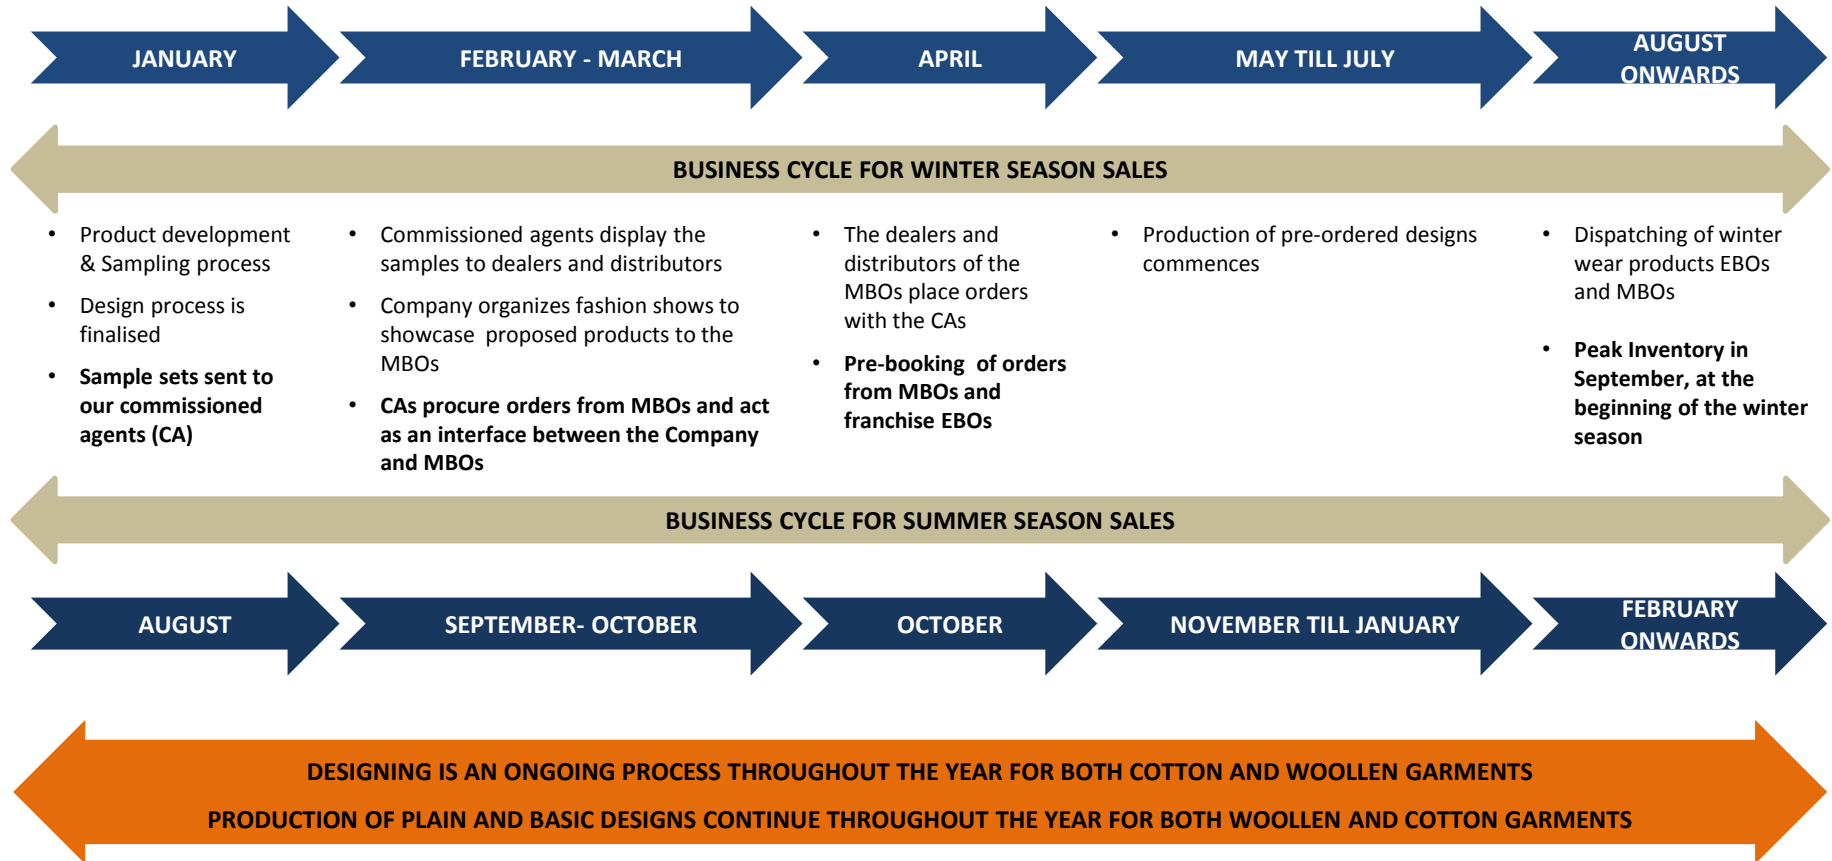 JANUARY
FEBRUARY - MARCH
APRIL
MAY TILL JULY
AUGUST
ONWARDS
BUSINESS CYCLE FOR WINTER SEASON SALES
• Product development
& Sampling process
• Design process is
finalised
• Sample sets sent to
our commissioned
agents (CA)
• Commissioned agents display the
samples to dealers and distributors
• Company organizes fashion shows to
showcase proposed products to the
MBOs
• CAs procure orders from MBOs and act
as an interface between the Company
and MBOs
• The dealers and
distributors of the
MBOs place orders
with the CAs
• Pre-booking of orders
from MBOs and
franchise EBOs
• Production of pre-ordered designs
commences
• Dispatching of winter
wear products EBOs
and MBOs
• Peak Inventory in
September, at the
beginning of the winter
season
BUSINESS CYCLE FOR SUMMER SEASON SALES
AUGUST
SEPTEMBER- OCTOBER
OCTOBER
NOVEMBER TILL JANUARY
FEBRUARY
ONWARDS
DESIGNING IS AN ONGOING PROCESS THROUGHOUT THE YEAR FOR BOTH COTTON AND WOOLLEN GARMENTS
PRODUCTION OF PLAIN AND BASIC DESIGNS CONTINUE THROUGHOUT THE YEAR FOR BOTH WOOLLEN AND COTTON GARMENTS